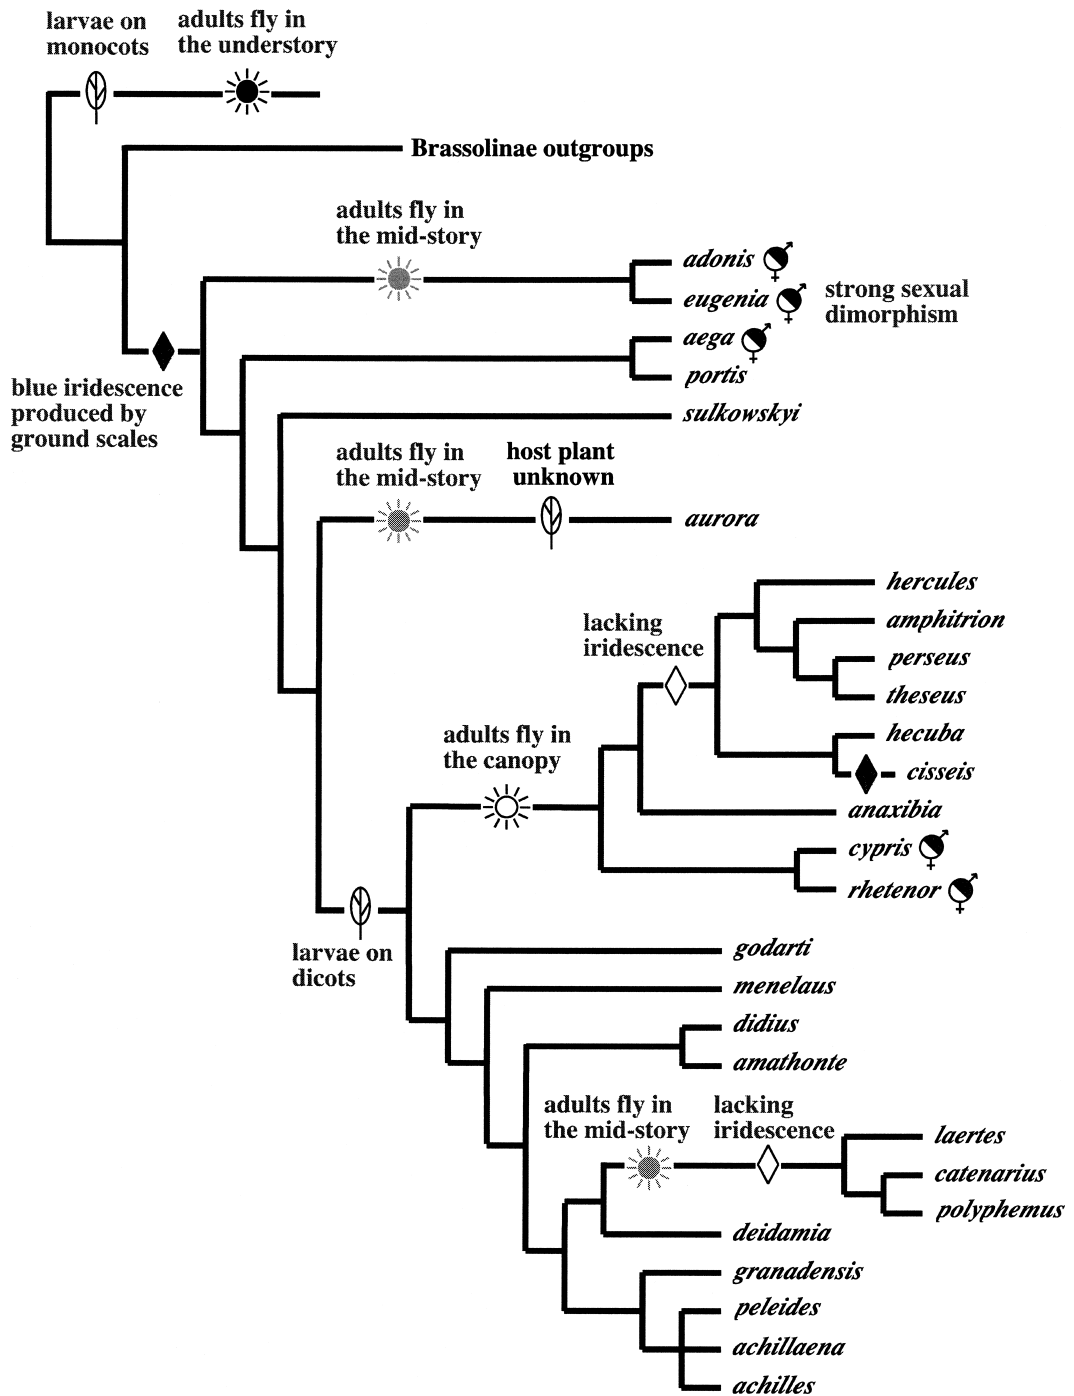 larvae on
monocots
adults fly in
the understory
Brassolinae outgroups
adults fly in
the mid-story
adonis
eugenia
strong sexual
dimorphism
aega
portis
blue iridescence
produced by
ground scales
sulkowskyi
adults fly in
the mid-story
host plant
unknown
aurora
hercules
amphitrion
perseus
theseus
lacking
iridescence
hecuba
cisseis
adults fly in
the canopy
anaxibia
cypris
rhetenor
larvae on
dicots
godarti
menelaus
didius
amathonte
adults fly in
the mid-story
lacking
iridescence
laertes
catenarius
polyphemus
deidamia
granadensis
peleides
achillaena
achilles